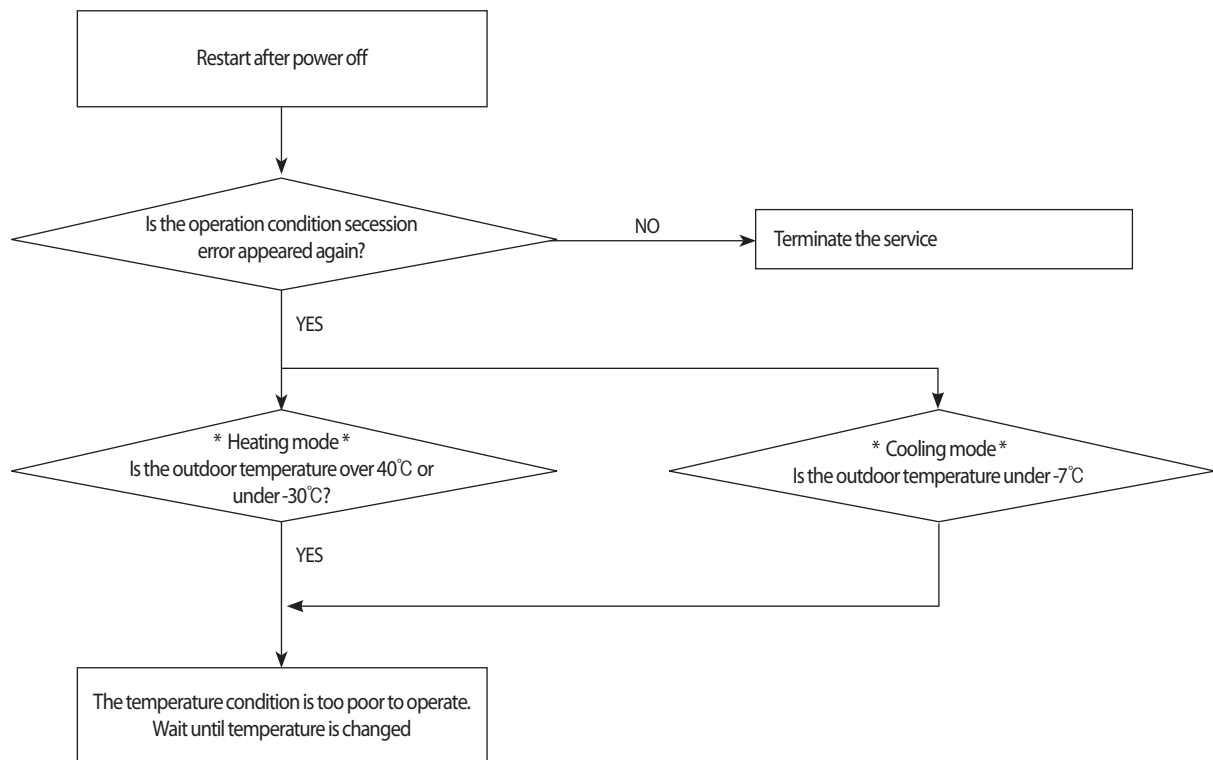 Restart after power off
Is the operation condition secession
error appeared again?
NO
Terminate the service
YES
* Heating mode *
Is the outdoor temperature over 40℃ or
under -30℃?
* Cooling mode *
Is the outdoor temperature under -7℃
YES
The temperature condition is too poor to operate.
Wait until temperature is changed